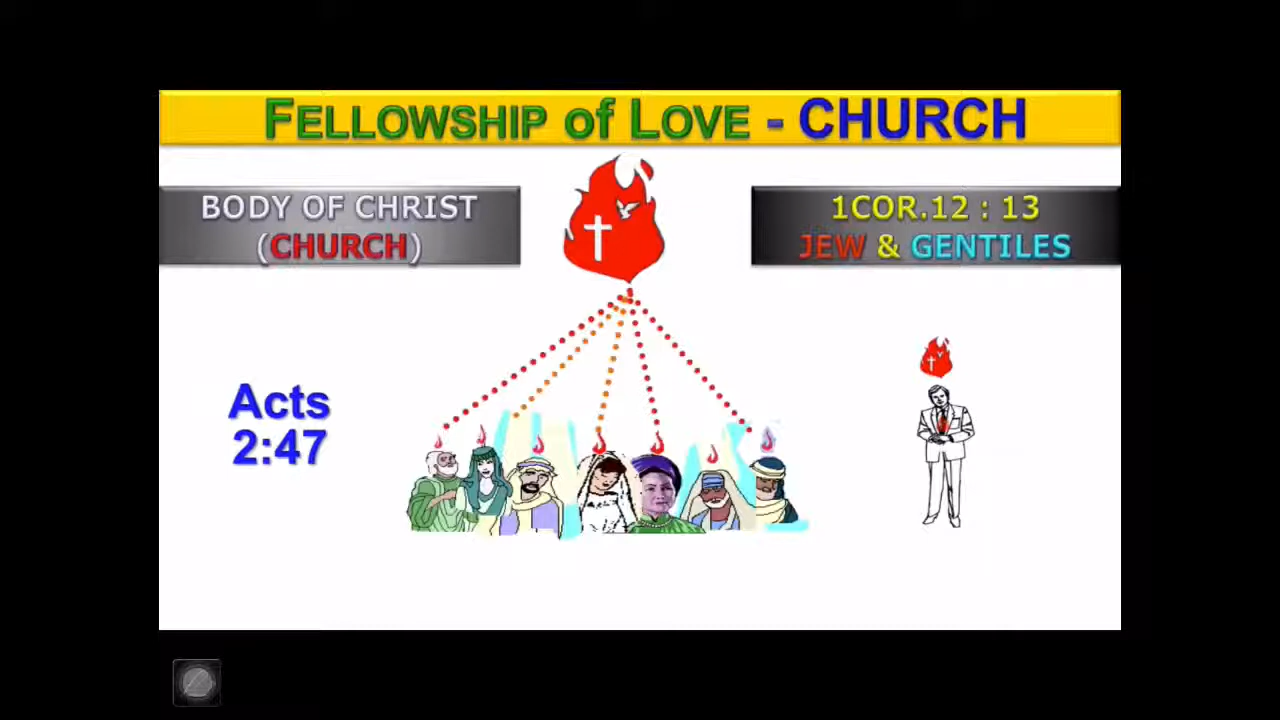 FELLOWSHIP of LOVE - CHURCH
BODY OF CHRIST
(CHURCH)
1COR.12 : 13
JEW & GENTILES
Acts
2:47